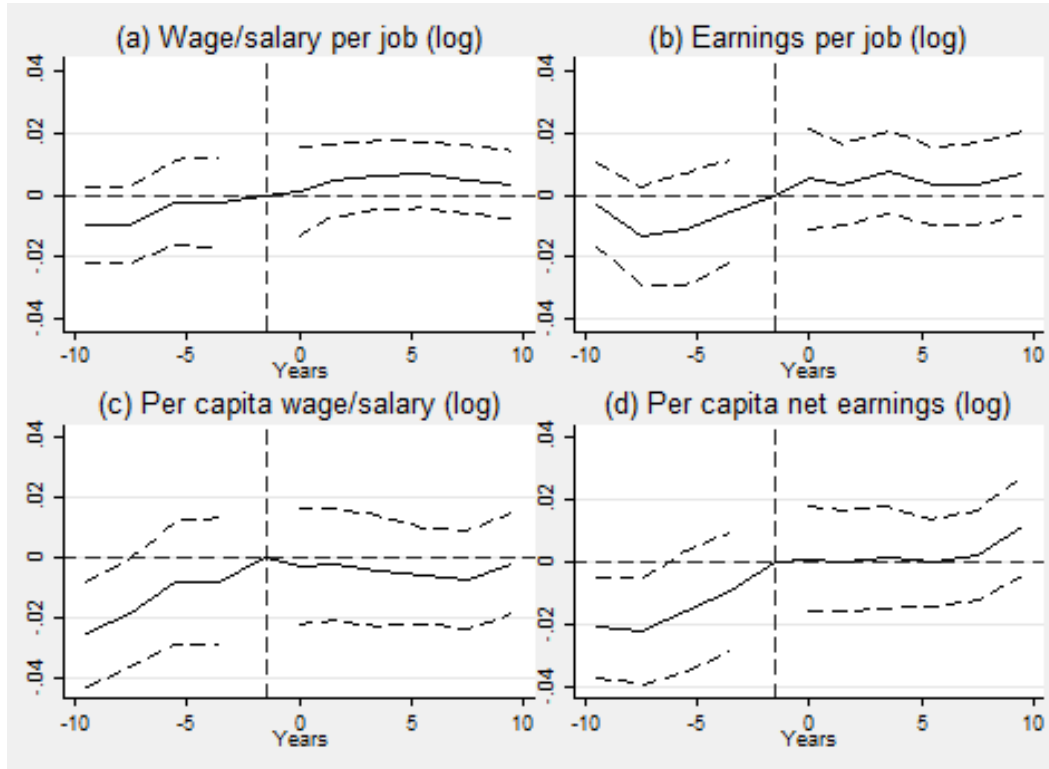 (a) Wage/salary per job (log)
.04
.02
0
-.02
-.04
-10 -5 0 5 10
Years
(b) Earnings per job (log)
.04
.02
0
-.02
-.04
-10 -5 0 5 10
Years
(c) Per capita wage/salary (log)
.04
.02
0
-.02
-.04
-10 -5 0 5 10
Years
(d) Per capita net earnings (log)
.04
.02
0
-.02
-.04
-10 -5 0 5 10
Years